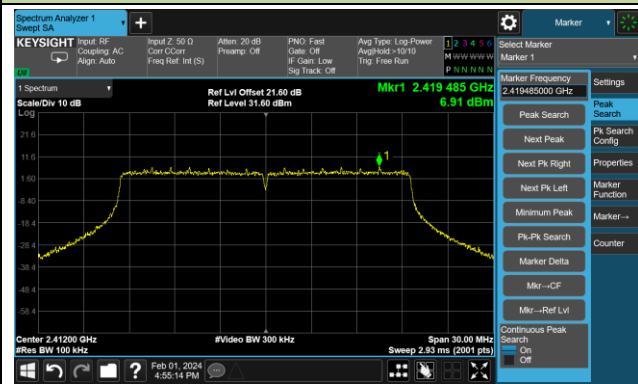 Spectrum Analyzer 1
Swept SA
Marker
KEYSIGHT
Input: RF
Coupling: AC
Align: Auto
Input Z: 50 Ω
Corr CCorr
Freq Ref: Int (S)
Atten: 20 dB
Preamp: Off
PNO: Fast
Gate: Off
IF Gain: Low
Sig Track: Off
Avg Type: Log-Power
Avg|Hold:>10/10
Trig: Free Run
1 2 3 4 5 6
M W W W W W
P N N N N N
Select Marker
Marker 1
1 Spectrum
Scale/Div 10 dB
Log
Ref Lvl Offset 21.60 dB
Ref Level 31.60 dBm
Mkr1 2.419 485 GHz
6.91 dBm
21.6
11.6
1.60
-8.40
-18.4
-28.4
-38.4
-48.4
-58.4
1
Center 2.41200 GHz
#Res BW 100 kHz
#Video BW 300 kHz
Span 30.00 MHz
Sweep 2.93 ms (2001 pts)
Marker Frequency
2.419485000 GHz
Peak Search
Next Peak
Next Pk Right
Next Pk Left
Minimum Peak
Pk-Pk Search
Marker Delta
Mkr→CF
Mkr→Ref Lvl
Continuous Peak
Search
On
Off
Settings
Peak
Search
Pk Search
Config
Properties
Marker
Function
Marker→
Counter
Feb 01, 2024
4:55:14 PM